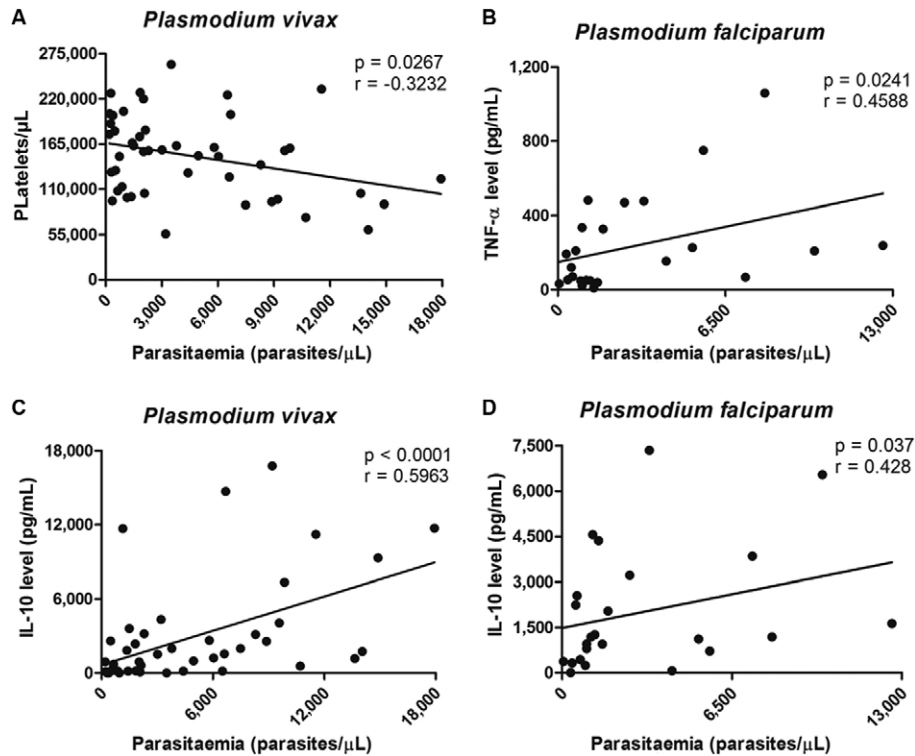 A
Plasmodium vivax
p = 0.0267
r = -0.3232
PLatelets/µL
275,000
220,000
165,000
110,000
55,000
0
0
3,000
6,000
9,000
12,000
15,000
18,000
Parasitaemia (parasites/µL)
B
Plasmodium falciparum
p = 0.0241
r = 0.4588
TNF-α level (pg/mL)
1,200
800
400
0
0
6,500
13,000
Parasitaemia (parasites/µL)
C
Plasmodium vivax
p < 0.0001
r = 0.5963
IL-10 level (pg/mL)
18,000
12,000
6,000
0
0
6,000
12,000
18,000
Parasitaemia (parasites/µL)
D
Plasmodium falciparum
p = 0.037
r = 0.428
IL-10 level (pg/mL)
7,500
6,000
4,500
3,000
1,500
0
0
6,500
13,000
Parasitaemia (parasites/µL)